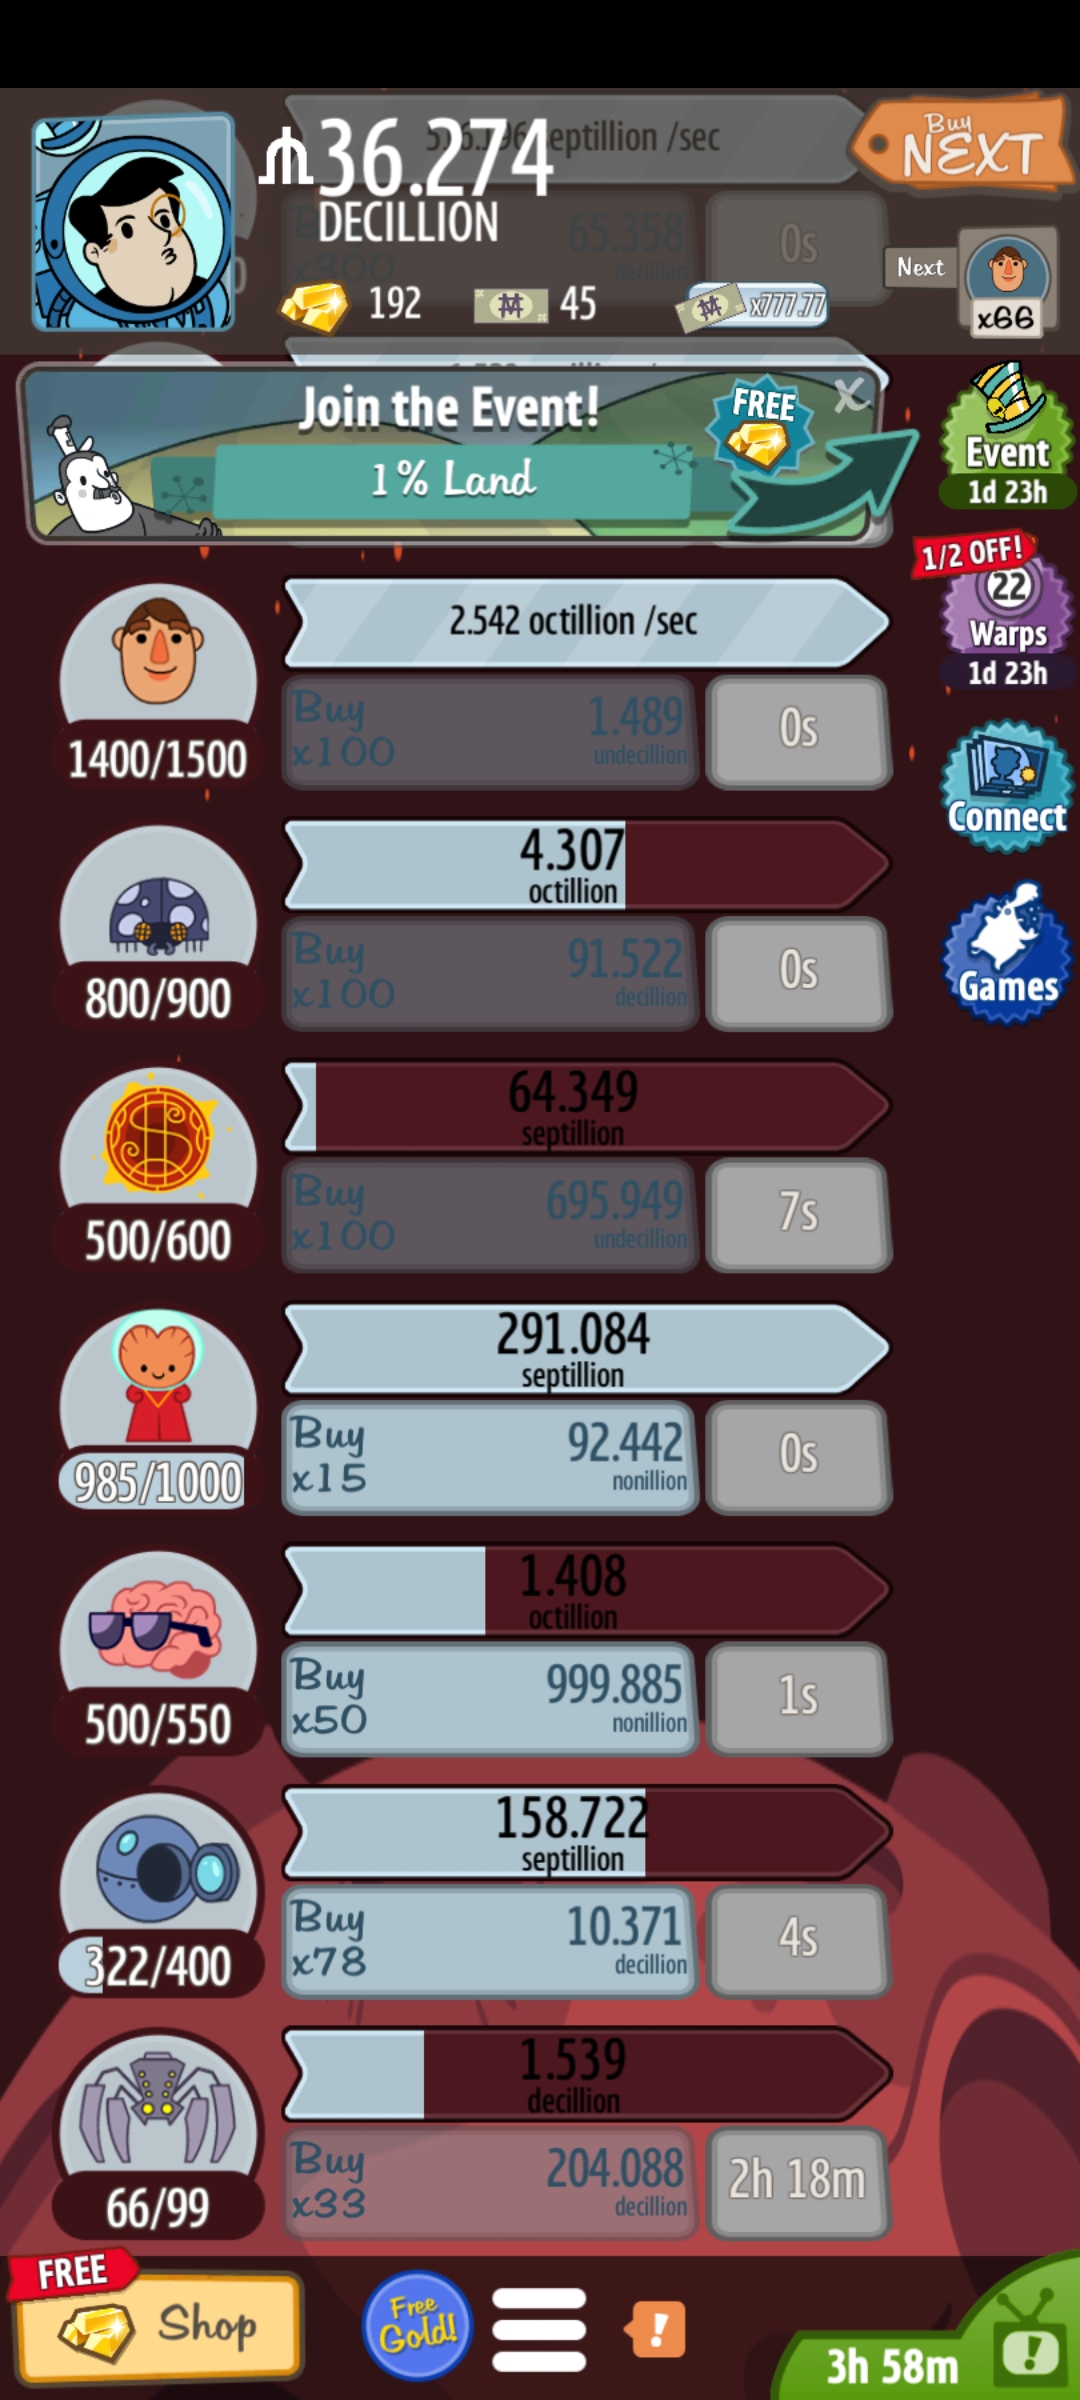 septillion /sec
36.274
DECILLION
Buy
NEXT
65.358
decillion
x300
0s
Next
x66
192
45
x777.77
Join the Event!
FREE
x
1% Land
Event
1d 23h
1/2 OFF!
22
Warps
1d 23h
Connect
Games
2.542 octillion /sec
Buy
x100
1.489
undecillion
0s
1400/1500
4.307
octillion
Buy
x100
91.522
decillion
0s
800/900
64.349
septillion
Buy
x100
695.949
undecillion
7s
500/600
291.084
septillion
Buy
x15
92.442
nonillion
0s
985/1000
1.408
octillion
Buy
x50
999.885
nonillion
1s
500/550
158.722
septillion
Buy
x78
10.371
decillion
4s
322/400
1.539
decillion
Buy
x33
204.088
decillion
2h 18m
66/99
FREE
Shop
Free
Gold!
!
3h 58m
!